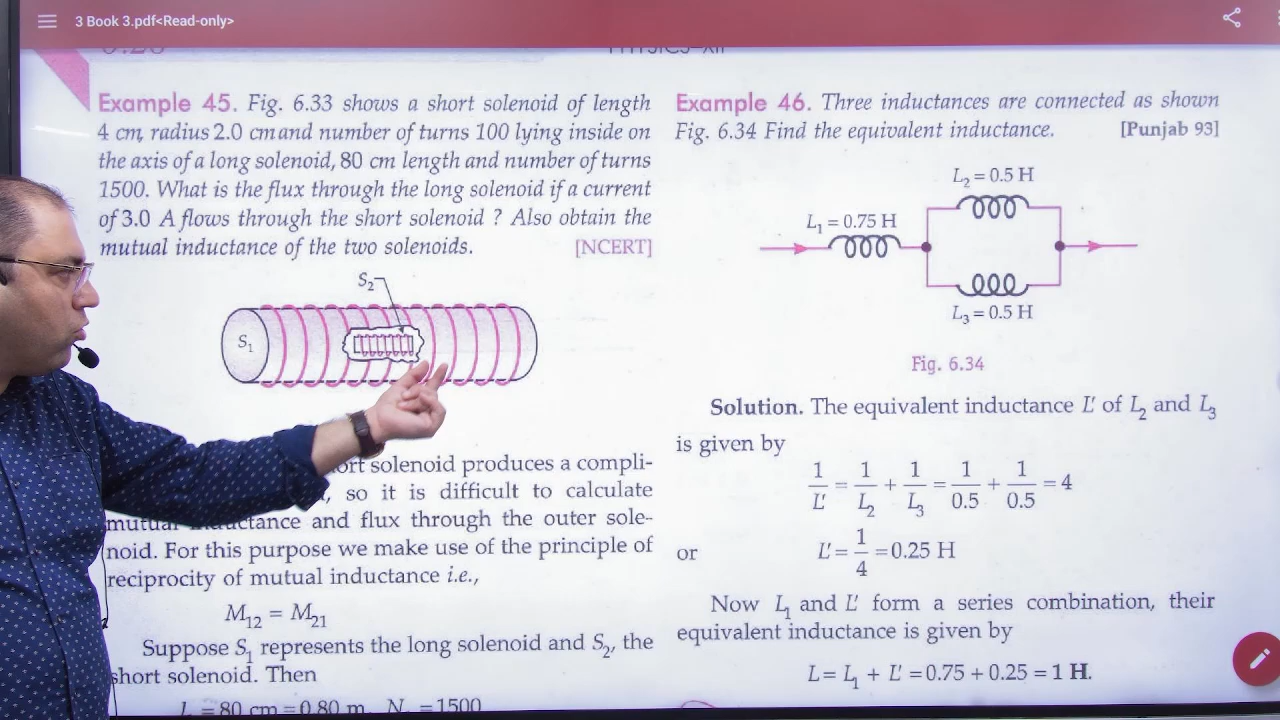 3 Book 3.pdf<Read-only>
PHYSICS-XII
Example 45. Fig. 6.33 shows a short solenoid of length
4 cm, radius 2.0 cm and number of turns 100 lying inside on
the axis of a long solenoid, 80 cm length and number of turns
1500. What is the flux through the long solenoid if a current
of 3.0 A flows through the short solenoid ? Also obtain the
mutual inductance of the two solenoids. [NCERT]
S₂
S₁
ort solenoid produces a compli-
, so it is difficult to calculate
mutual inductance and flux through the outer sole-
noid. For this purpose we make use of the principle of
reciprocity of mutual inductance i.e.,
M₁₂ = M₂₁
Suppose S₁ represents the long solenoid and S₂, the
short solenoid. Then
= 80 cm = 0.80 m, N = 1500
Example 46. Three inductances are connected as shown
Fig. 6.34 Find the equivalent inductance. [Punjab 93]
L₂ = 0.5 H
L₁ = 0.75 H
L₃ = 0.5 H
Fig. 6.34
Solution. The equivalent inductance L' of L₂ and L₃
is given by
1/L' = 1/L₂ + 1/L₃ = 1/0.5 + 1/0.5 = 4
or L' = 1/4 = 0.25 H
Now L₁ and L' form a series combination, their
equivalent inductance is given by
L = L₁ + L' = 0.75 + 0.25 = 1 H.